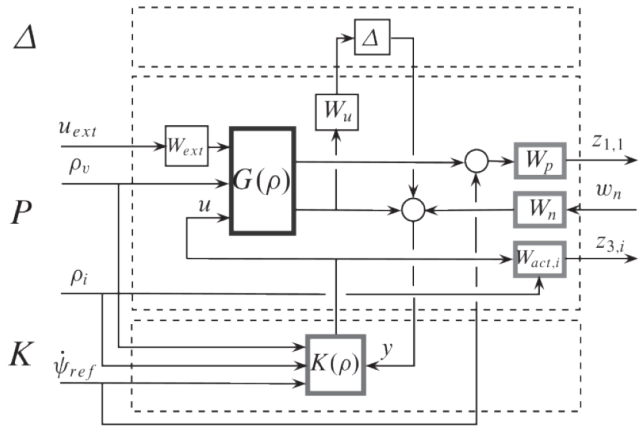 Δ
Δ
W_u
u_ext
W_ext
G(ρ)
W_p
z_{1,1}
ρ_v
P
u
W_n
w_n
W_{act,i}
z_{3,i}
ρ_i
K
ψ̇_ref
K(ρ)
y